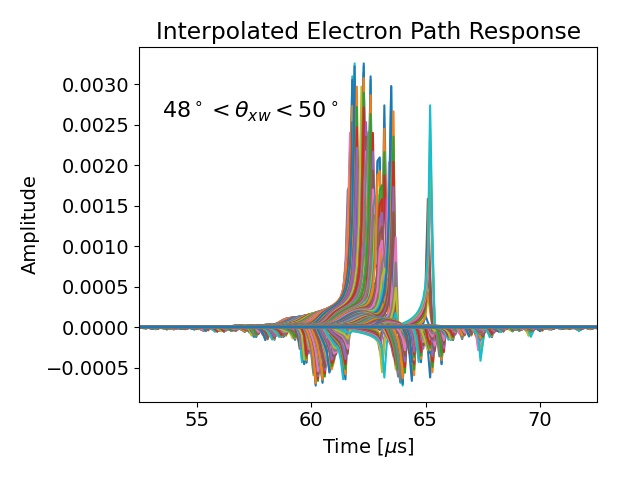 Interpolated Electron Path Response
48° < θxw < 50°
Amplitude
0.0030
0.0025
0.0020
0.0015
0.0010
0.0005
0.0000
−0.0005
55 60 65 70
Time [μs]